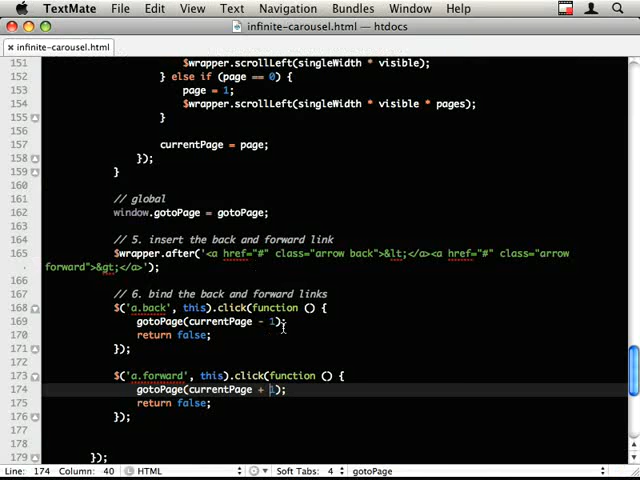 TextMate File Edit View Text Navigation Bundles Window Help
infinite-carousel.html — htdocs
× infinite-carousel.html
151 $wrapper.scrollLeft(singleWidth * visible);
152 } else if (page == 0) {
153 page = 1;
154 $wrapper.scrollLeft(singleWidth * visible * pages);
155 }
156
157 currentPage = page;
158 });
159 }
160
161 // global
162 window.gotoPage = gotoPage;
163
164 // 5. insert the back and forward link
165 $wrapper.after('<a href="#" class="arrow back">&lt;</a><a href="#" class="arrow
forward">&gt;</a>');
166
167 // 6. bind the back and forward links
168 $('a.back', this).click(function () {
169 gotoPage(currentPage - 1);
170 return false;
171 });
172
173 $('a.forward', this).click(function () {
174 gotoPage(currentPage + 1);
175 return false;
176 });
177
178
179 });
Line: 174 Column: 40 HTML Soft Tabs: 4 gotoPage